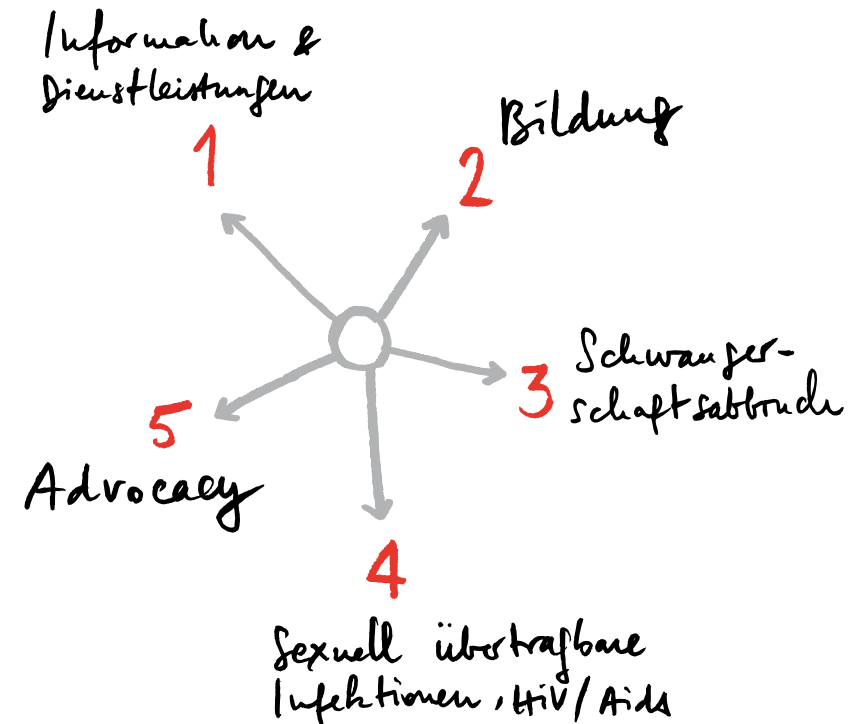 Information &
Dienstleistungen
1
Bildung
2
3
Schwanger-
schaftsabbruch
5
Advocacy
4
Sexuell übertragbare
Infektionen, HiV/Aids